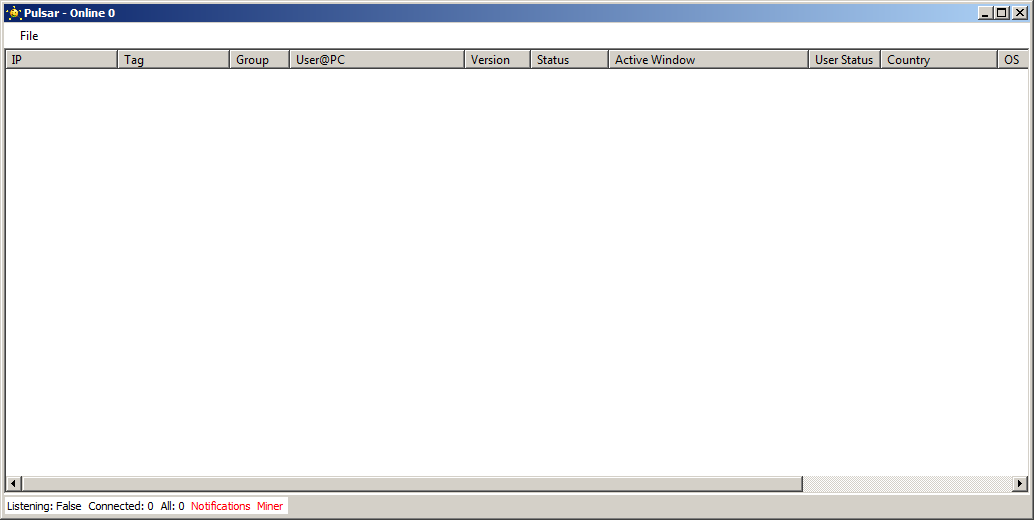 Pulsar - Online 0
File
IP Tag Group User@PC Version Status Active Window User Status Country OS
Listening: False Connected: 0 All: 0 Notifications Miner